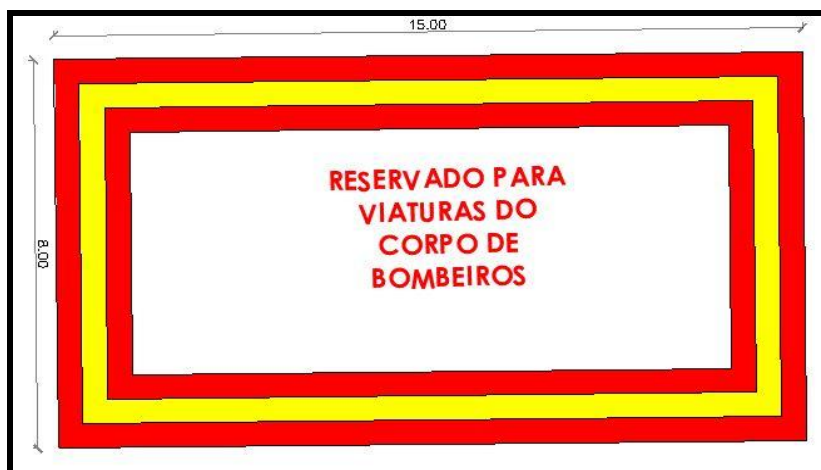 15.00
8.00
RESERVADO PARA
VIATURAS DO
CORPO DE
BOMBEIROS